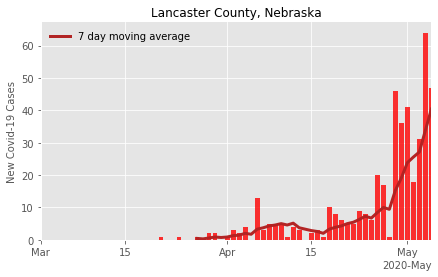 Lancaster County, Nebraska
7 day moving average
New Covid-19 Cases
60
50
40
30
20
10
0
Mar 15 Apr 15 May
2020-May